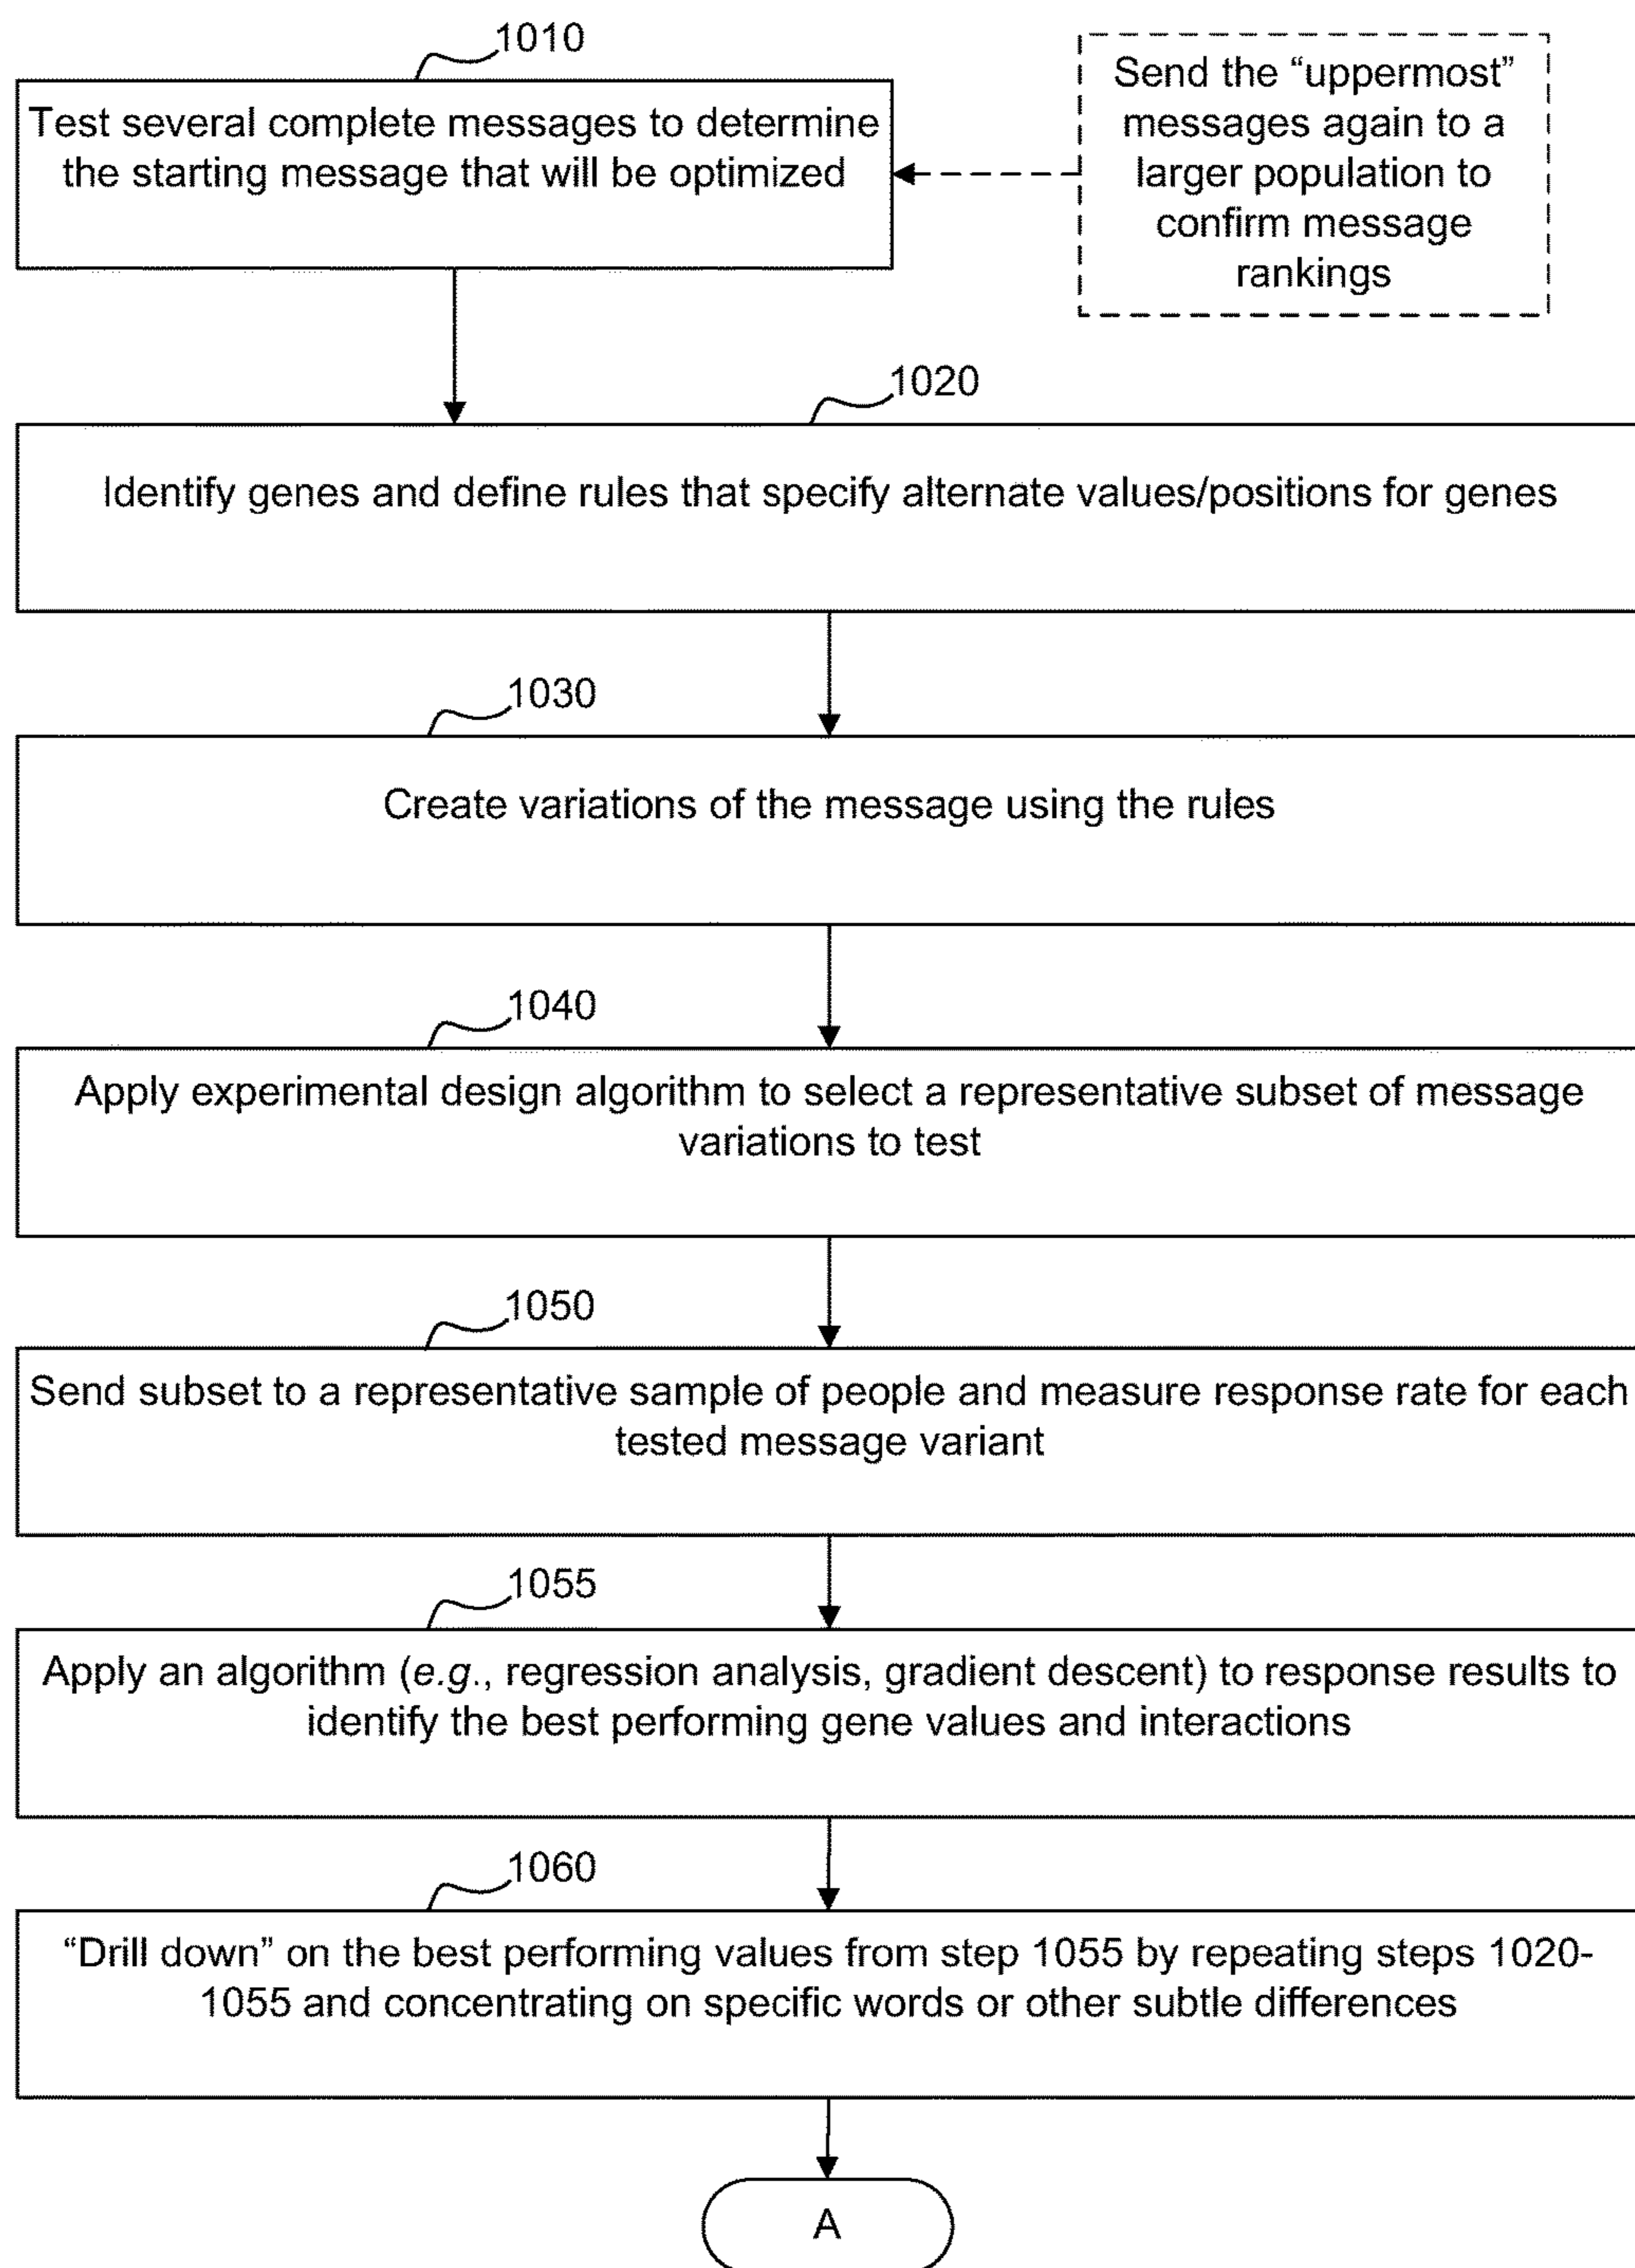 1010
Test several complete messages to determine
the starting message that will be optimized
Send the “uppermost”
messages again to a
larger population to
confirm message
rankings
1020
Identify genes and define rules that specify alternate values/positions for genes
1030
Create variations of the message using the rules
1040
Apply experimental design algorithm to select a representative subset of message
variations to test
1050
Send subset to a representative sample of people and measure response rate for each
tested message variant
1055
Apply an algorithm (e.g., regression analysis, gradient descent) to response results to
identify the best performing gene values and interactions
1060
“Drill down” on the best performing values from step 1055 by repeating steps 1020-
1055 and concentrating on specific words or other subtle differences
A